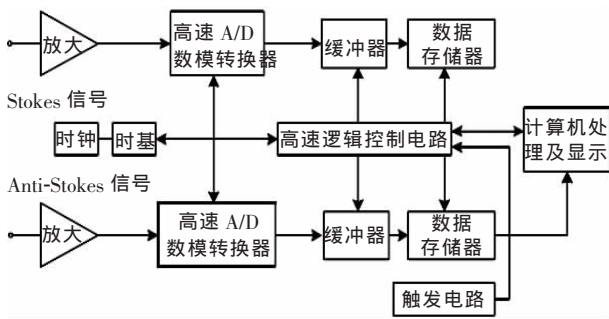 放大
高速 A/D
数模转换器
缓冲器
数据
存储器
Stokes 信号
时钟
时基
高速逻辑控制电路
计算机处
理及显示
Anti-Stokes 信号
放大
高速 A/D
数模转换器
缓冲器
数据
存储器
触发电路